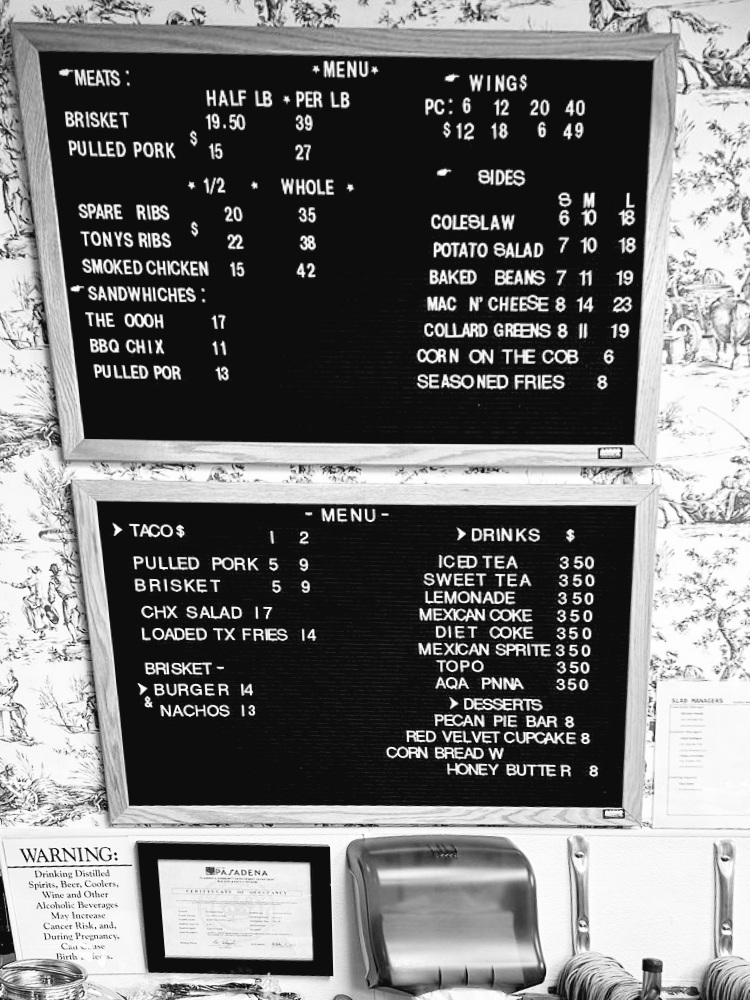 *MENU*
MEATS:
HALF LB * PER LB
BRISKET 19.50 39
PULLED PORK $ 15 27
* 1/2 * WHOLE *
SPARE RIBS 20 35
TONYS RIBS $ 22 38
SMOKED CHICKEN 15 42
SANDWHICHES:
THE OOOH 17
BBQ CHIX 11
PULLED POR 13
WING$
PC: 6 12 20 40
$12 18 6 49
SIDES
S M L
COLESLAW 6 10 18
POTATO SALAD 7 10 18
BAKED BEANS 7 11 19
MAC N' CHEESE 8 14 23
COLLARD GREENS 8 11 19
CORN ON THE COB 6
SEASONED FRIES 8
- MENU -
TACO$ 1 2
PULLED PORK 5 9
BRISKET 5 9
CHX SALAD 17
LOADED TX FRIES 14
BRISKET -
BURGER 14
& NACHOS 13
DRINKS $
ICED TEA 350
SWEET TEA 350
LEMONADE 350
MEXICAN COKE 350
DIET COKE 350
MEXICAN SPRITE 350
TOPO 350
AQA PNNA 350
DESSERTS
PECAN PIE BAR 8
RED VELVET CUPCAKE 8
CORN BREAD W
HONEY BUTTER 8
SLAB MANAGERS
WARNING:
Drinking Distilled
Spirits, Beer, Coolers,
Wine and Other
Alcoholic Beverages
May Increase
Cancer Risk, and,
During Pregnancy,
Birth
PASADENA
CERTIFICATE OF OCCUPANCY